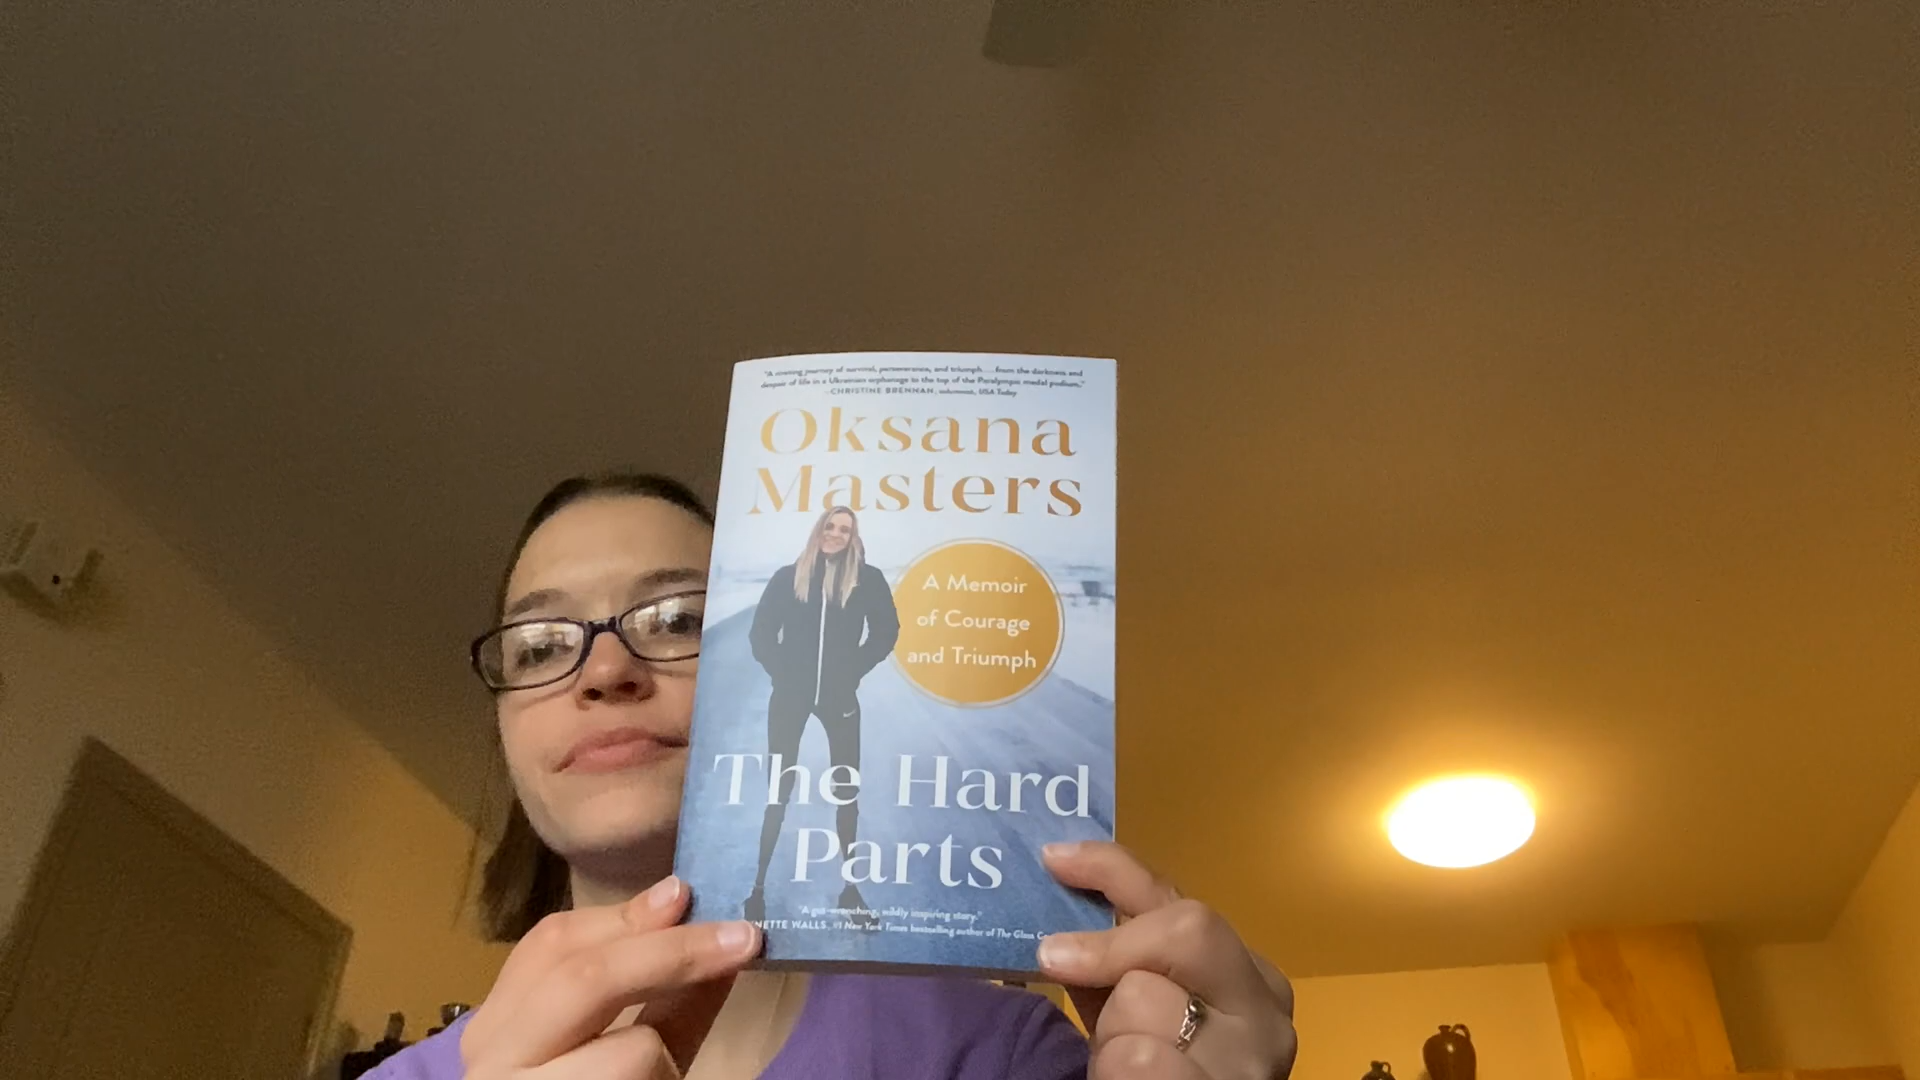 "A riveting journey of survival, perseverance, and triumph... from the darkness and
despair of life in a Ukrainian orphanage to the top of the Paralympic medal podium."
—CHRISTINE BRENNAN, columnist, USA Today
Oksana
Masters
A Memoir
of Courage
and Triumph
The Hard
Parts
"A gut-wrenching, wildly inspiring story."
WALLS, #1 New York Times bestselling author of The Glass